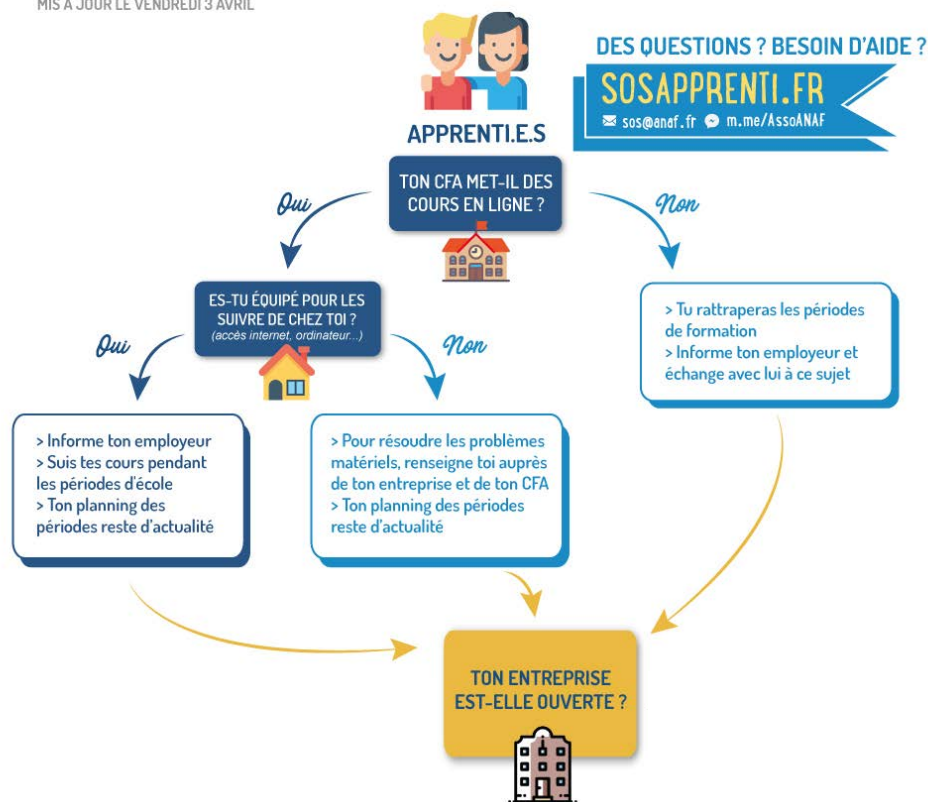 MIS À JOUR LE VENDREDI 3 AVRIL
DES QUESTIONS ? BESOIN D'AIDE ?
SOSAPPRENTI.FR
sos@anaf.fr m.me/AssoANAF
APPRENTI.E.S
TON CFA MET-IL DES
COURS EN LIGNE ?
Oui
Non
ES-TU ÉQUIPÉ POUR LES
SUIVRE DE CHEZ TOI ?
(accès internet, ordinateur...)
> Tu rattraperas les périodes
de formation
> Informe ton employeur et
échange avec lui à ce sujet
Oui
Non
> Informe ton employeur
> Suis tes cours pendant
les périodes d'école
> Ton planning des
périodes reste d'actualité
> Pour résoudre les problèmes
matériels, renseigne toi auprès
de ton entreprise et de ton CFA
> Ton planning des périodes
reste d'actualité
TON ENTREPRISE
EST-ELLE OUVERTE ?